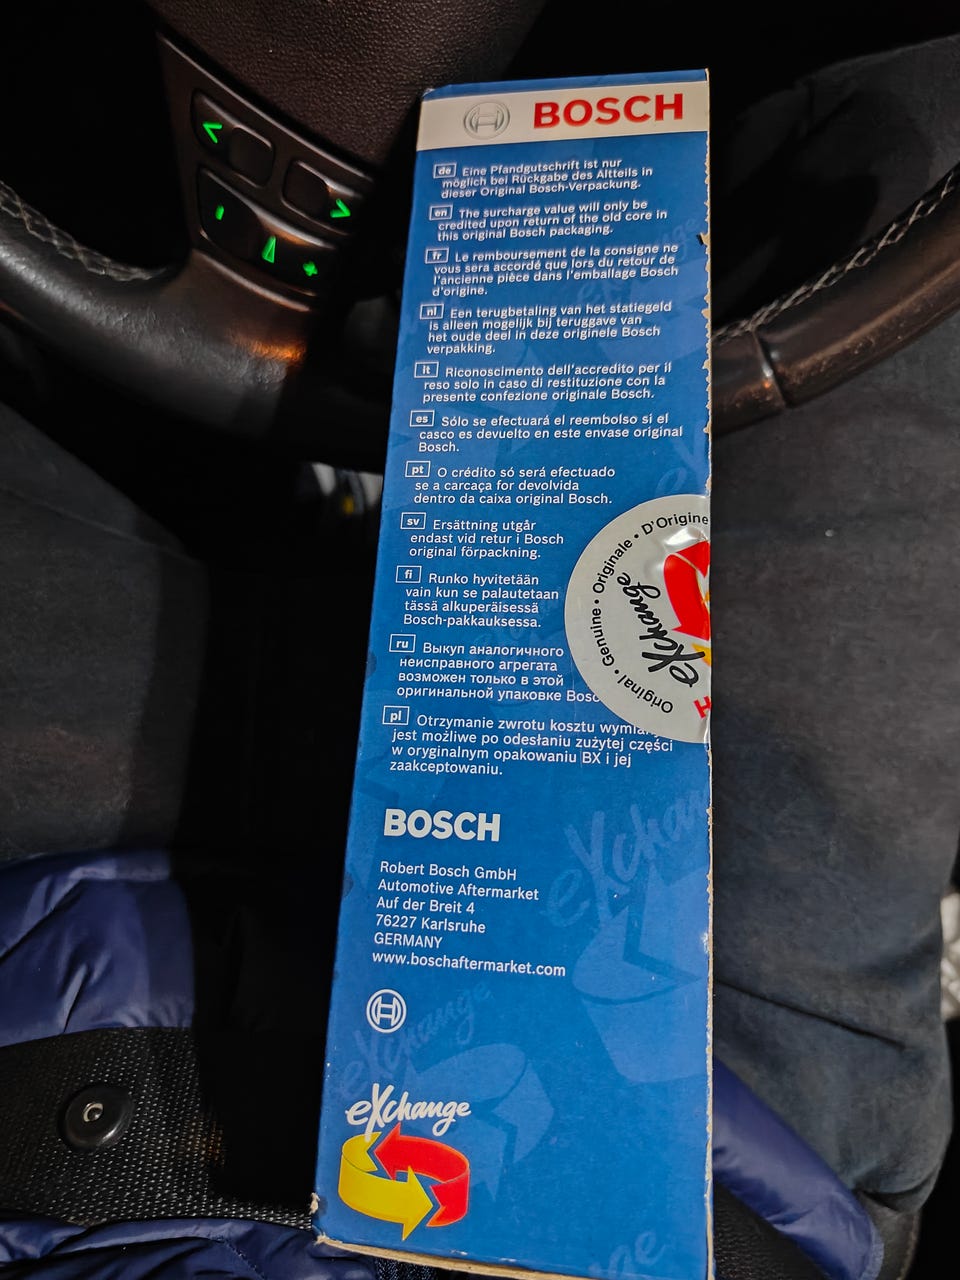 BOSCH
de Eine Pfandgutschrift ist nur
möglich bei Rückgabe des Altteils in
dieser Original Bosch-Verpackung.
en The surcharge value will only be
credited upon return of the old core in
this original Bosch packaging.
fr Le remboursement de la consigne ne
vous sera accordé que lors du retour de
l'ancienne pièce dans l'emballage Bosch
d'origine.
nl Een terugbetaling van het statiegeld
is alleen mogelijk bij teruggave van
het oude deel in deze originele Bosch
verpakking.
it Riconoscimento dell'accredito per il
reso solo in caso di restituzione con la
presente confezione originale Bosch.
es Sólo se efectuará el reembolso si el
casco es devuelto en este envase original
Bosch.
pt O crédito só será efectuado
se a carcaça for devolvida
dentro da caixa original Bosch.
sv Ersättning utgår
endast vid retur i Bosch
original förpackning.
fi Runko hyvitetään
vain kun se palautetaan
tässä alkuperäisessä
Bosch-pakkauksessa.
ru Выкуп аналогичного
неисправного агрегата
возможен только в этой
оригинальной упаковке Bosc
pl Otrzymanie zwrotu kosztu
jest możliwe po odesłaniu zużytej części
w oryginalnym opakowaniu BX i jej
zaakceptowaniu.
Original • Genuine • Originale • D'Origine
eXchange
H
BOSCH
Robert Bosch GmbH
Automotive Aftermarket
Auf der Breit 4
76227 Karlsruhe
GERMANY
www.boschaftermarket.com
eXchange